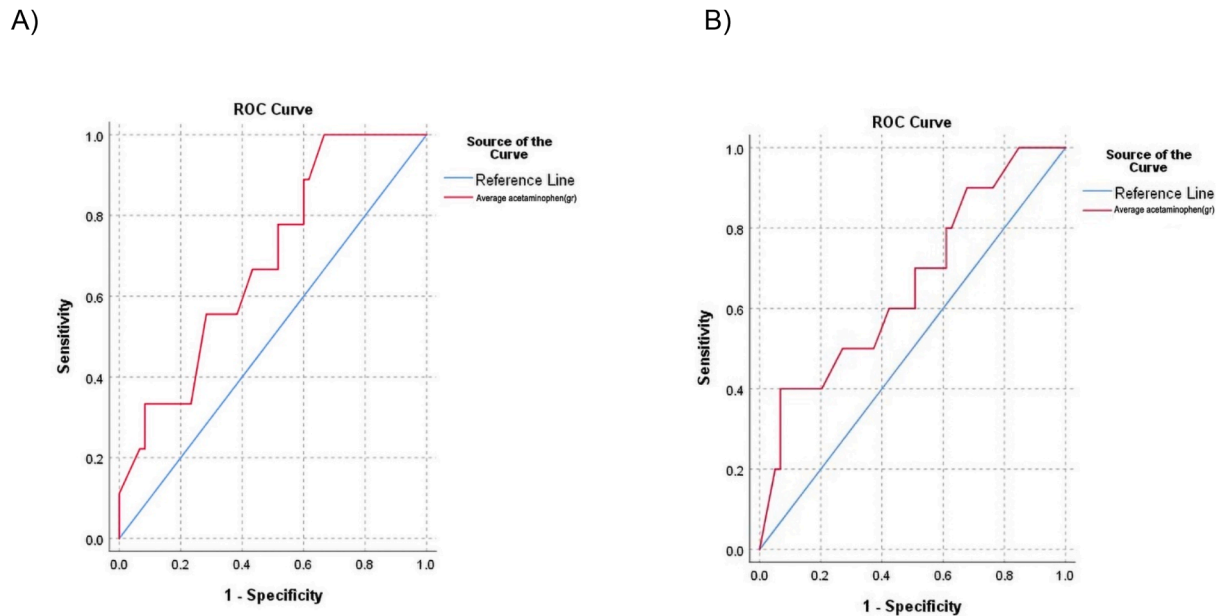 A)
ROC Curve
Sensitivity
1.0
0.8
0.6
0.4
0.2
0.0
0.0 0.2 0.4 0.6 0.8 1.0
1 - Specificity
Source of the
Curve
Reference Line
Average acetaminophen(gr)
B)
ROC Curve
Sensitivity
1.0
0.8
0.6
0.4
0.2
0.0
0.0 0.2 0.4 0.6 0.8 1.0
1 - Specificity
Source of the
Curve
Reference Line
Average acetaminophen(gr)